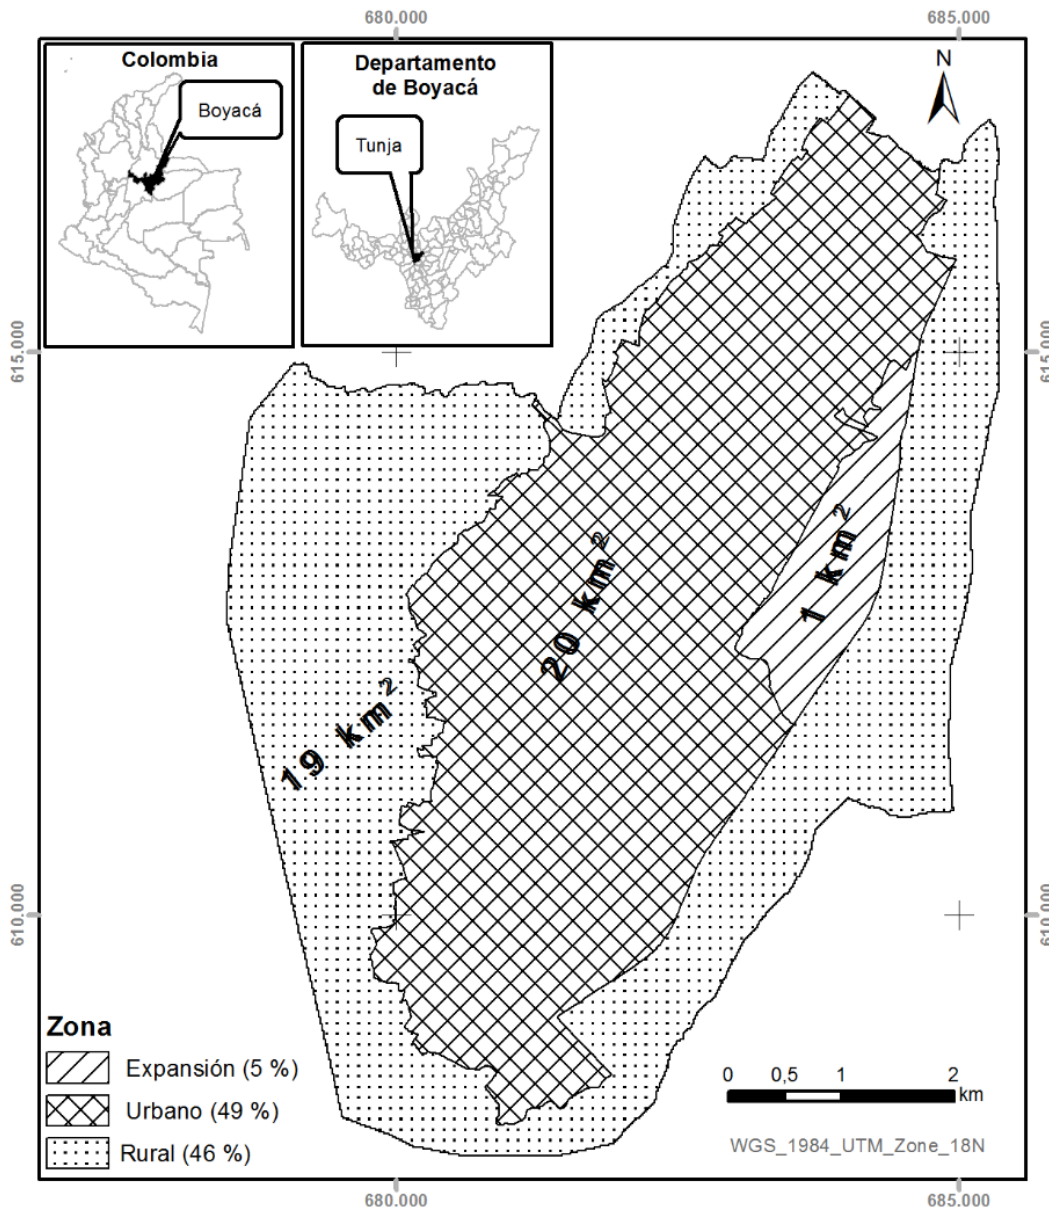 680.000
685.000
Colombia
Boyacá
Departamento
de Boyacá
Tunja
N
615.000
615.000
1 km²
20 km²
19 km²
610.000
610.000
Zona
Expansión (5 %)
Urbano (49 %)
Rural (46 %)
0 0,5 1 2
km
WGS_1984_UTM_Zone_18N
680.000
685.000